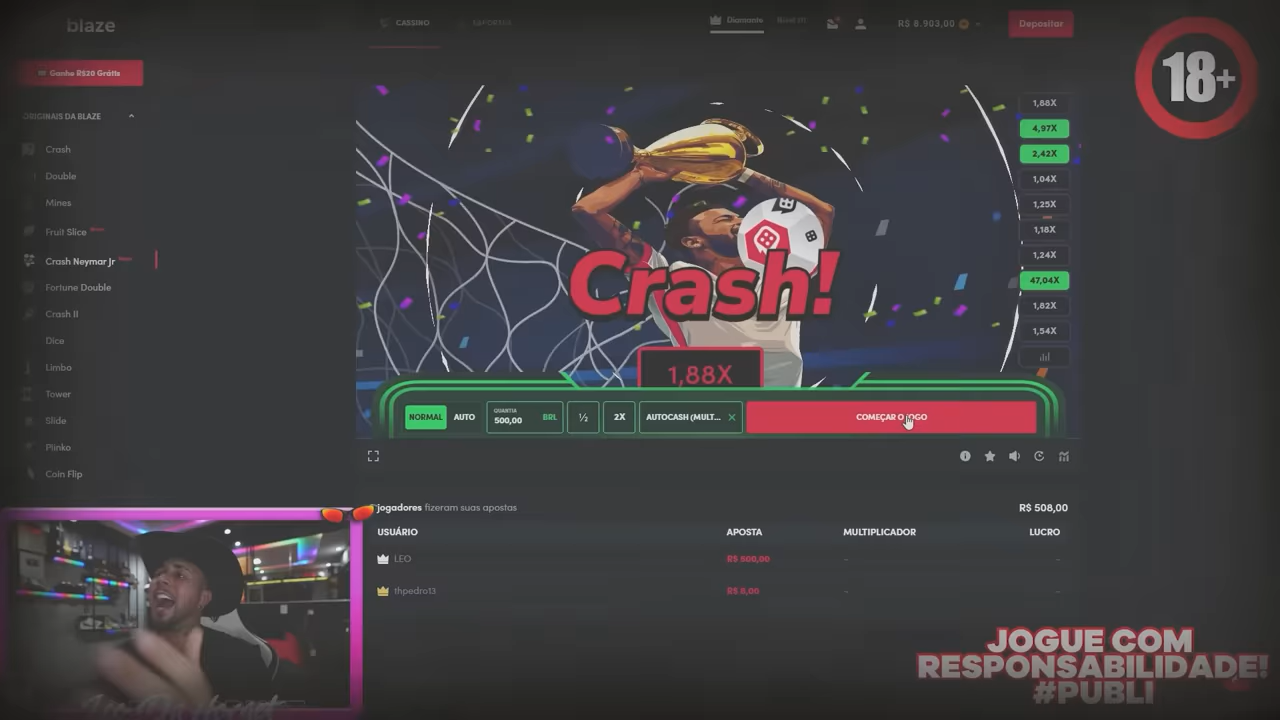 blaze
CASSINO
ESPORTES
Diamante
Nível 11
R$ 8.903,00
Depositar
18+
Ganhe R$20 Grátis
ORIGINAIS DA BLAZE
Crash
Double
Mines
Fruit Slice
Crash Neymar Jr
Fortune Double
Crash II
Dice
Limbo
Tower
Slide
Plinko
Coin Flip
1,88X
4,97X
2,42X
1,04X
1,25X
1,18X
1,24X
47,04X
1,82X
1,54X
Crash!
1,88X
NORMAL
AUTO
QUANTIA
500,00
BRL
½
2X
AUTOCASH (MULT...
COMEÇAR O JOGO
jogadores fizeram suas apostas
R$ 508,00
USUÁRIO APOSTA MULTIPLICADOR LUCRO
LEO R$ 500,00 - -
thpedro13 R$ 8,00 - -
JOGUE COM
RESPONSABILIDADE!
#PUBLI